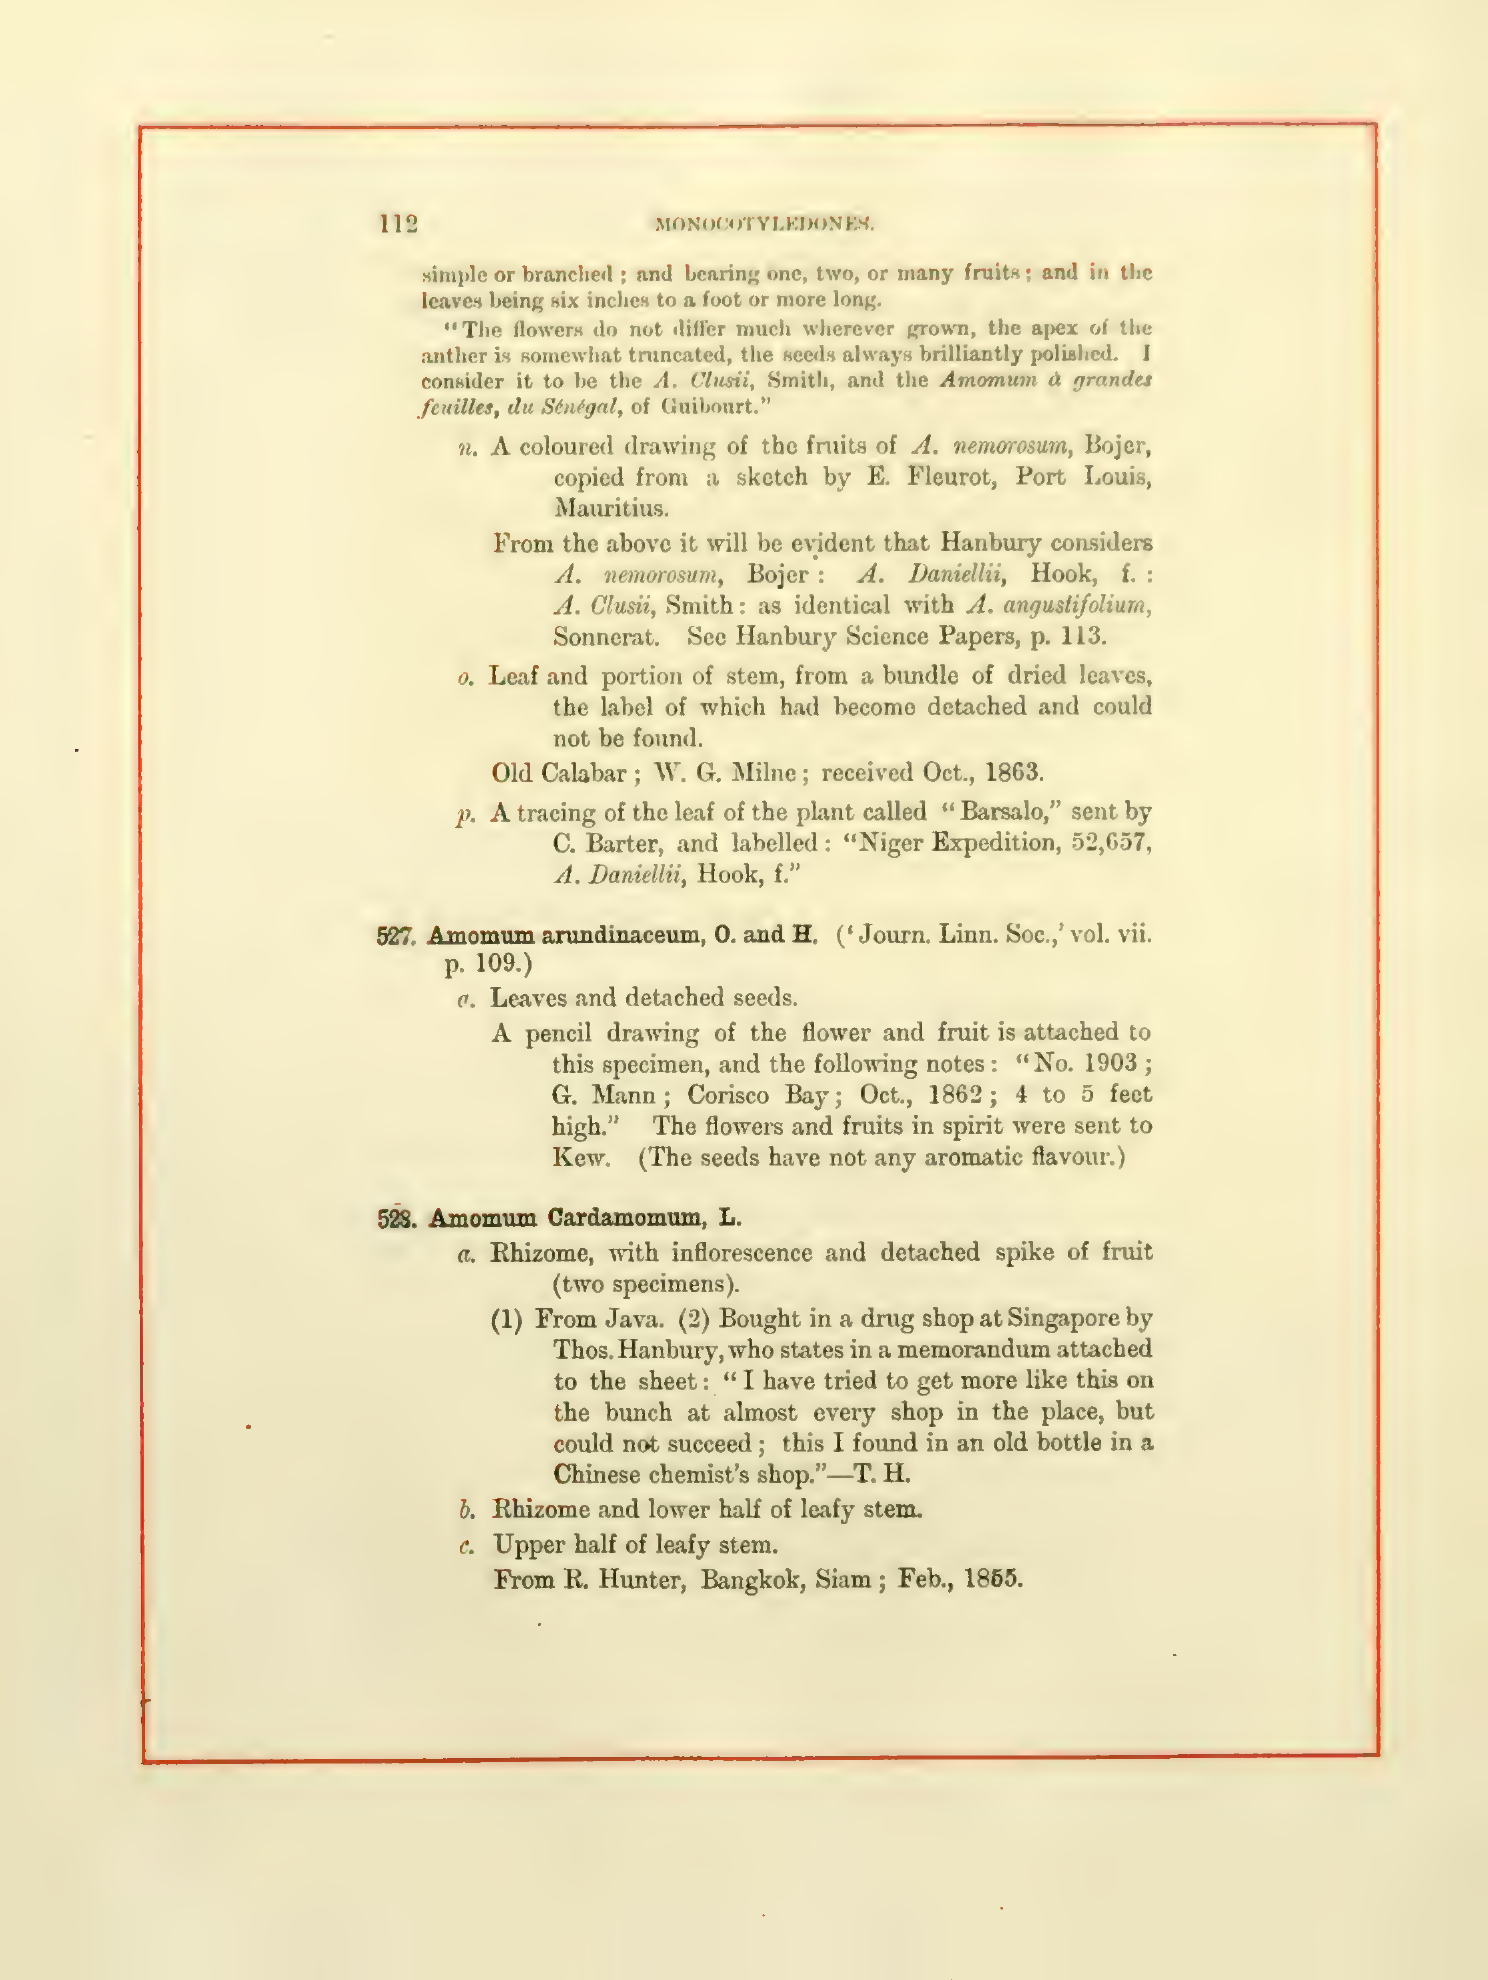 112 MONOCOTYLEDONES.
simple or branched ; and bearing one, two, or many fruits ; and in the
leaves being six inches to a foot or more long.
“The flowers do not differ much wherever grown, the apex of the
anther is somewhat truncated, the seeds always brilliantly polished. I
consider it to be the A. Clusii, Smith, and the Amomum à grandes
feuilles, du Sénégal, of Guibourt.”
n. A coloured drawing of the fruits of A. nemorosum, Bojer,
copied from a sketch by E. Fleurot, Port Louis,
Mauritius.
From the above it will be evident that Hanbury considers
A. nemorosum, Bojer : A. Daniellii, Hook, f. :
A. Clusii, Smith : as identical with A. angustifolium,
Sonnerat. See Hanbury Science Papers, p. 113.
o. Leaf and portion of stem, from a bundle of dried leaves,
the label of which had become detached and could
not be found.
Old Calabar ; W. G. Milne ; received Oct., 1863.
p. A tracing of the leaf of the plant called “Barsalo,” sent by
C. Barter, and labelled : “Niger Expedition, 52,657,
A. Daniellii, Hook, f.”
527. Amomum arundinaceum, O. and H. (‘Journ. Linn. Soc.,’ vol. vii.
p. 109.)
a. Leaves and detached seeds.
A pencil drawing of the flower and fruit is attached to
this specimen, and the following notes : “No. 1903 ;
G. Mann ; Corisco Bay ; Oct., 1862 ; 4 to 5 feet
high.” The flowers and fruits in spirit were sent to
Kew. (The seeds have not any aromatic flavour.)
528. Amomum Cardamomum, L.
a. Rhizome, with inflorescence and detached spike of fruit
(two specimens).
(1) From Java. (2) Bought in a drug shop at Singapore by
Thos. Hanbury, who states in a memorandum attached
to the sheet : “I have tried to get more like this on
the bunch at almost every shop in the place, but
could not succeed ; this I found in an old bottle in a
Chinese chemist’s shop.”—T. H.
b. Rhizome and lower half of leafy stem.
c. Upper half of leafy stem.
From R. Hunter, Bangkok, Siam ; Feb., 1855.